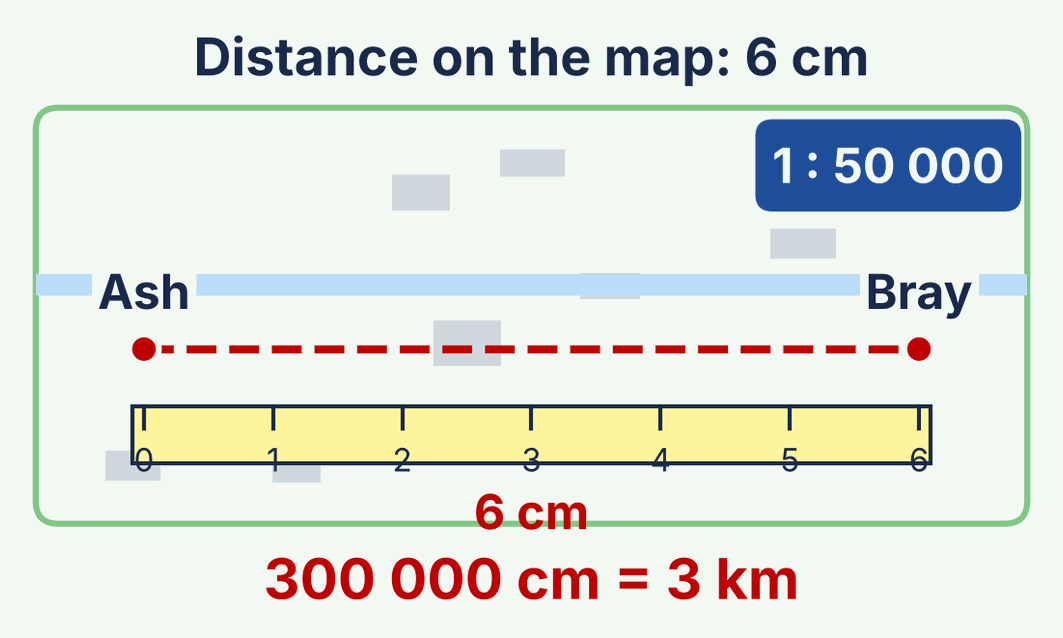 Distance on the map: 6 cm
1 : 50 000
Ash Bray
0 1 2 3 4 5 6
6 cm
300 000 cm = 3 km